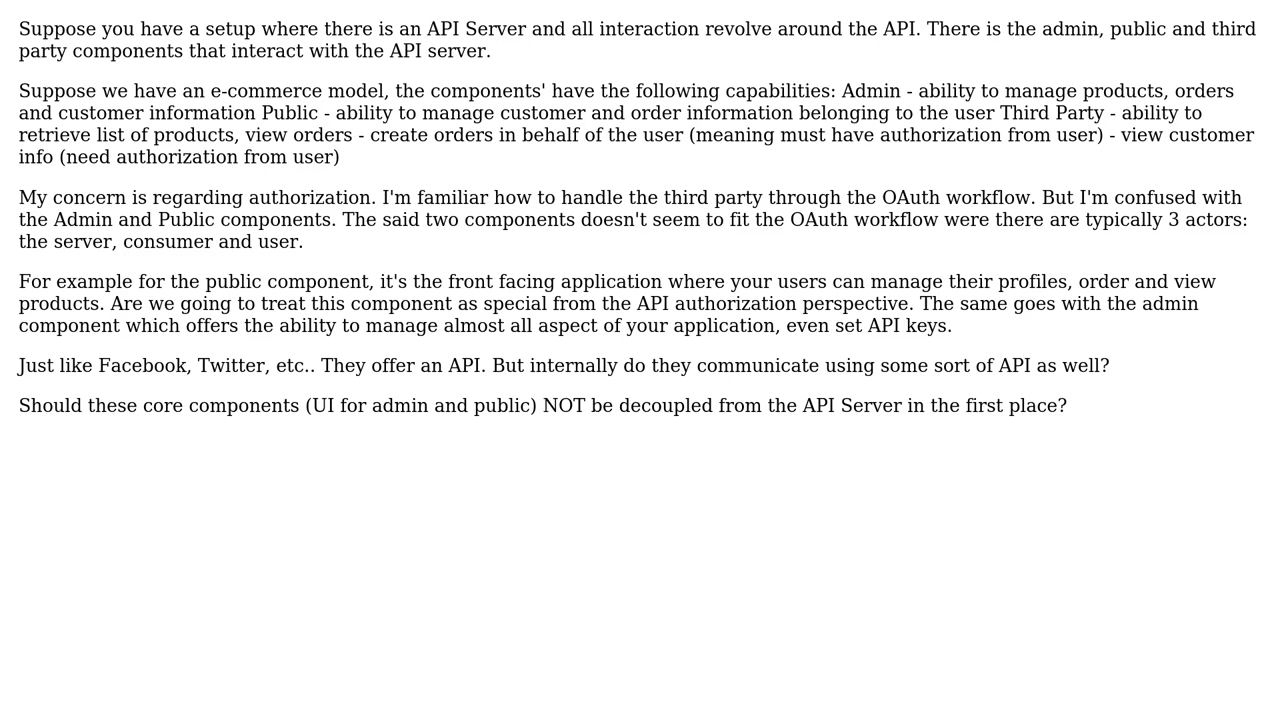 Suppose you have a setup where there is an API Server and all interaction revolve around the API. There is the admin, public and third
party components that interact with the API server.
Suppose we have an e-commerce model, the components' have the following capabilities: Admin - ability to manage products, orders
and customer information Public - ability to manage customer and order information belonging to the user Third Party - ability to
retrieve list of products, view orders - create orders in behalf of the user (meaning must have authorization from user) - view customer
info (need authorization from user)
My concern is regarding authorization. I'm familiar how to handle the third party through the OAuth workflow. But I'm confused with
the Admin and Public components. The said two components doesn't seem to fit the OAuth workflow were there are typically 3 actors:
the server, consumer and user.
For example for the public component, it's the front facing application where your users can manage their profiles, order and view
products. Are we going to treat this component as special from the API authorization perspective. The same goes with the admin
component which offers the ability to manage almost all aspect of your application, even set API keys.
Just like Facebook, Twitter, etc.. They offer an API. But internally do they communicate using some sort of API as well?
Should these core components (UI for admin and public) NOT be decoupled from the API Server in the first place?